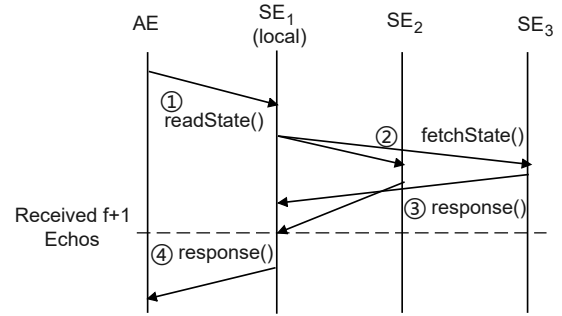 AE
SE1
(local)
SE2
SE3
①
readState()
②
fetchState()
③ response()
Received f+1
Echos
④ response()